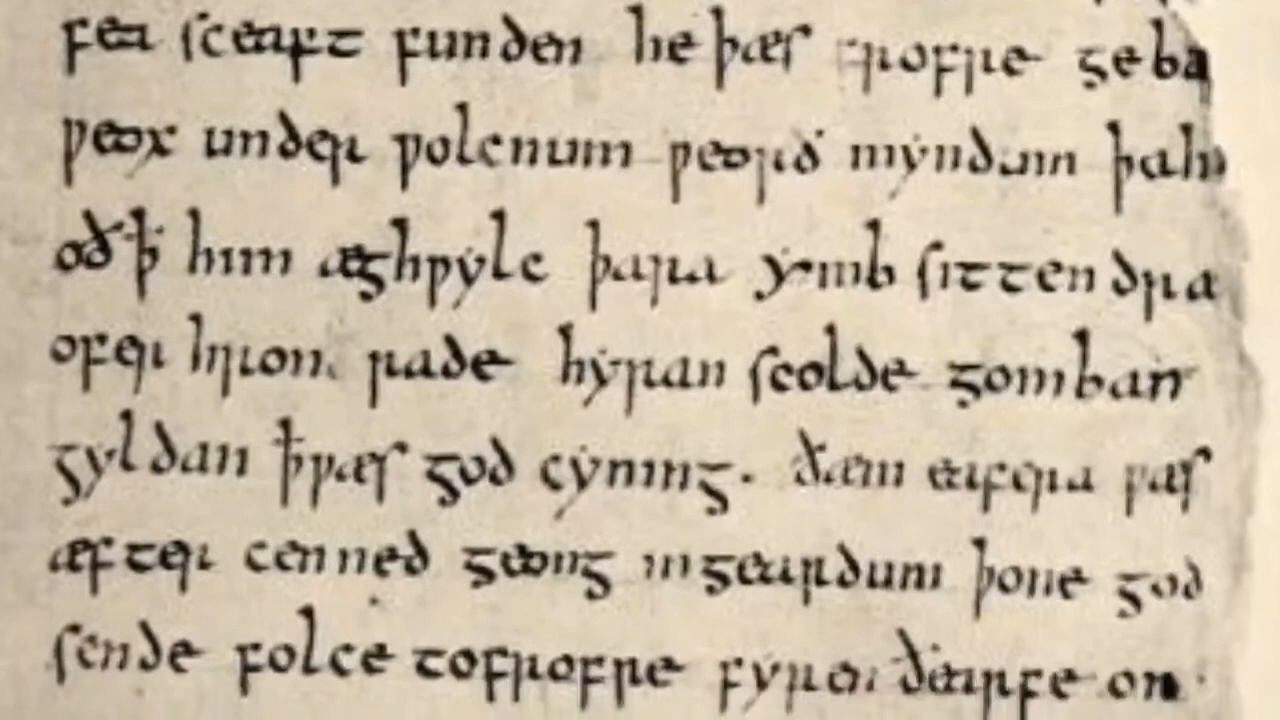 fea sceaft funden he þæs frofre geba
ƿeox under ƿolcnum ƿeorð myndum þah
oð ꝥ him æghƿylc þara ymb sittendra
ofer hron rade hyran scolde gomban
gyldan ꝥ ƿæs god cyning. ðæm eafera ƿæs
æfter cenned geong in geardum þone god
sende folce tofrofre fyren ðearfe on